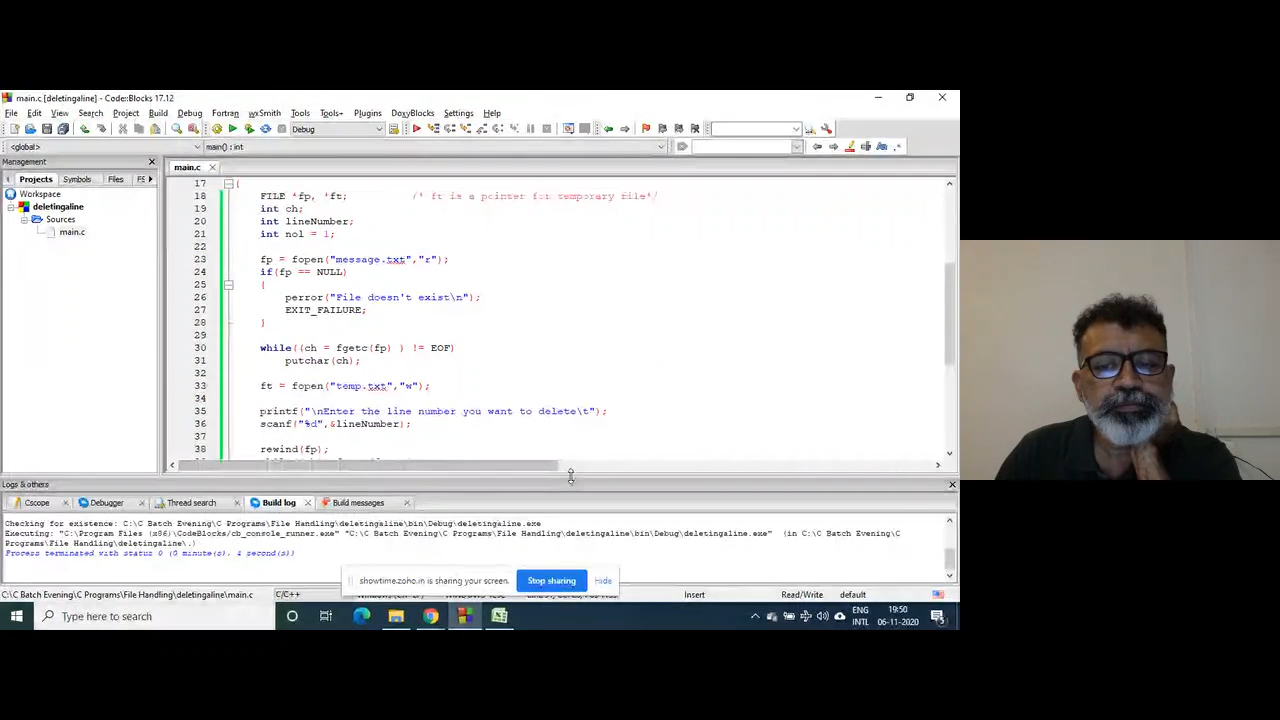 main.c [deletingaline] - Code::Blocks 17.12
File Edit View Search Project Build Debug Fortran wxSmith Tools Tools+ Plugins DoxyBlocks Settings Help
Debug
<global> main() : int
Management
main.c
Projects Symbols Files
Workspace
deletingaline
Sources
main.c
17 {
18 FILE *fp, *ft; /* ft is a pointer for temporary file*/
19 int ch;
20 int lineNumber;
21 int nol = 1;
22
23 fp = fopen("message.txt","r");
24 if(fp == NULL)
25 {
26 perror("File doesn't exist\n");
27 EXIT_FAILURE;
28 }
29
30 while((ch = fgetc(fp) ) != EOF)
31 putchar(ch);
32
33 ft = fopen("temp.txt","w");
34
35 printf("\nEnter the line number you want to delete\t");
36 scanf("%d",&lineNumber);
37
38 rewind(fp);
Logs & others
Cscope Debugger Thread search Build log Build messages
Checking for existence: C:\C Batch Evening\C Programs\File Handling\deletingaline\bin\Debug\deletingaline.exe
Executing: "C:\Program Files (x86)\CodeBlocks/cb_console_runner.exe" "C:\C Batch Evening\C Programs\File Handling\deletingaline\bin\Debug\deletingaline.exe" (in C:\C Batch Evening\C
Programs\File Handling\deletingaline\.)
Process terminated with status 0 (0 minute(s), 4 second(s))
showtime.zoho.in is sharing your screen. Stop sharing Hide
C:\C Batch Evening\C Programs\File Handling\deletingaline\main.c C/C++ Insert Read/Write default
Type here to search
ENG 19:50
INTL 06-11-2020